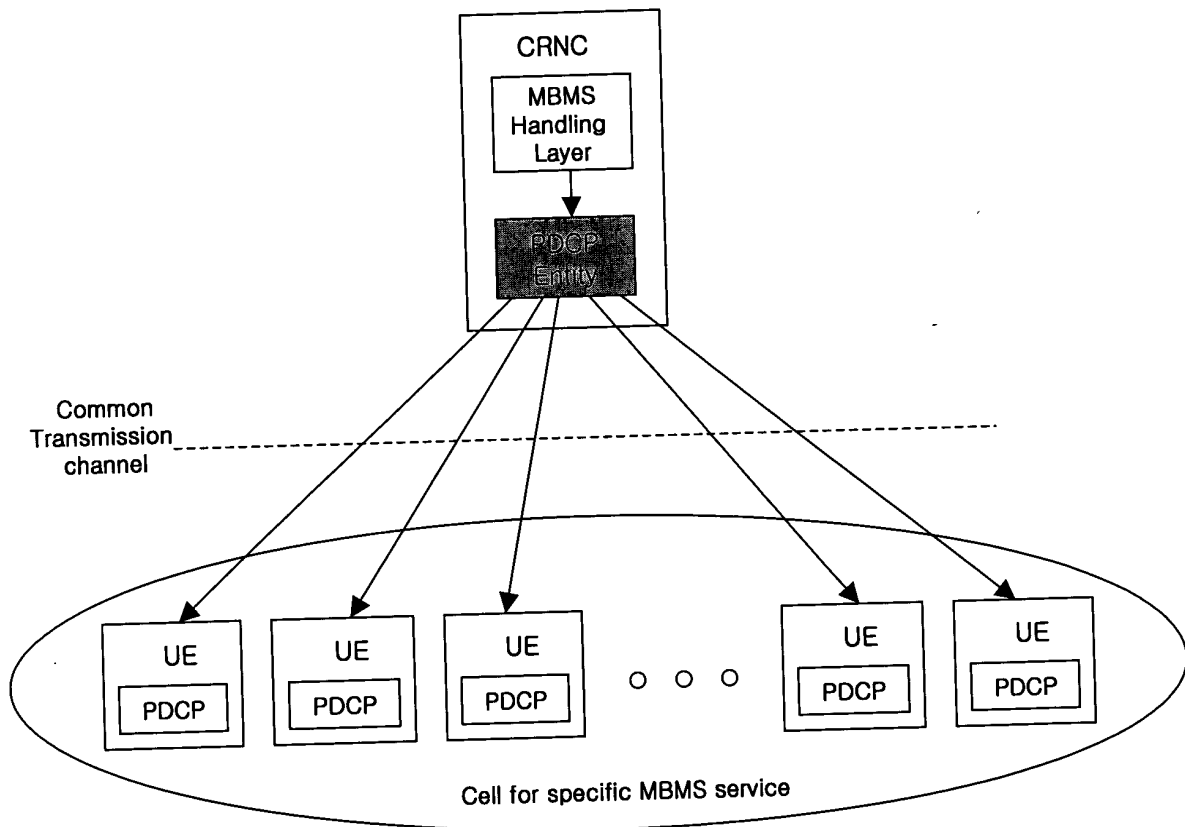 CRNC
MBMS
Handling
Layer
PDCP
Entity
Common
Transmission
channel
UE
PDCP
UE
PDCP
UE
PDCP
UE
PDCP
UE
PDCP
Cell for specific MBMS service